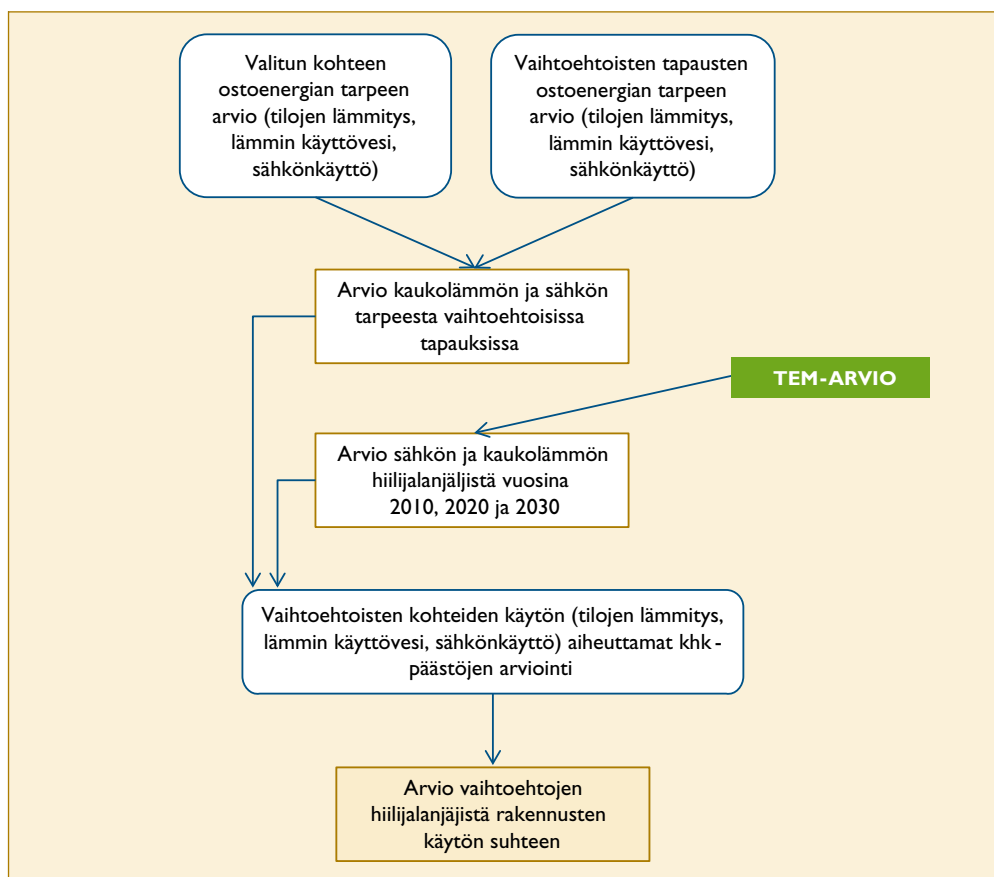 Valitun kohteen
ostoenergian tarpeen
arvio (tilojen lämmitys,
lämmin käyttövesi,
sähkönkäyttö)
Vaihtoehtoisten tapausten
ostoenergian tarpeen
arvio (tilojen lämmitys,
lämmin käyttövesi,
sähkönkäyttö)
Arvio kaukolämmön ja sähkön
tarpeesta vaihtoehtoisissa
tapauksissa
TEM-ARVIO
Arvio sähkön ja kaukolämmön
hiilijalanjäljistä vuosina
2010, 2020 ja 2030
Vaihtoehtoisten kohteiden käytön (tilojen lämmitys,
lämmin käyttövesi, sähkönkäyttö) aiheuttamat khk-
päästöjen arviointi
Arvio vaihtoehtojen
hiilijalanjäjistä rakennusten
käytön suhteen